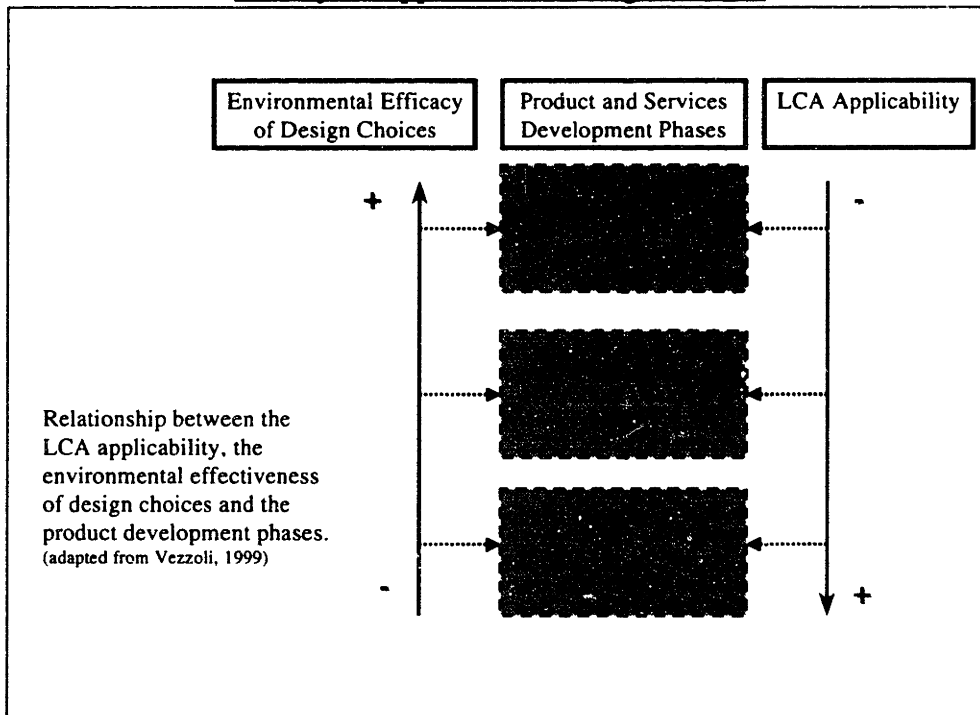 Environmental Efficacy
of Design Choices
Product and Services
Development Phases
LCA Applicability
+
-
Relationship between the
LCA applicability, the
environmental effectiveness
of design choices and the
product development phases.
(adapted from Vezzoli, 1999)
-
+